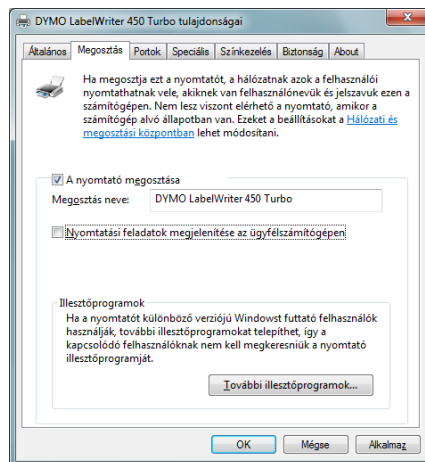 DYMO LabelWriter 450 Turbo tulajdonságai
Általános Megosztás Portok Speciális Színkezelés Biztonság About
Ha megosztja ezt a nyomtatót, a hálózatnak azok a felhasználói
nyomtathatnak vele, akiknek van felhasználónevük és jelszavuk ezen a
számítógépen. Nem lesz viszont elérhető a nyomtató, amikor a
számítógép alvó állapotban van. Ezeket a beállításokat a Hálózati és
megosztási központban lehet módosítani.
A nyomtató megosztása
Megosztás neve: DYMO LabelWriter 450 Turbo
Nyomtatási feladatok megjelenítése az ügyfélszámítógépen
Illesztőprogramok
Ha a nyomtatót különböző verziójú Windowst futtató felhasználók
használják, további illesztőprogramokat telepíthet, így a
kapcsolódó felhasználóknak nem kell megkeresniük a nyomtató
illesztőprogramját.
További illesztőprogramok...
OK Mégse Alkalmaz